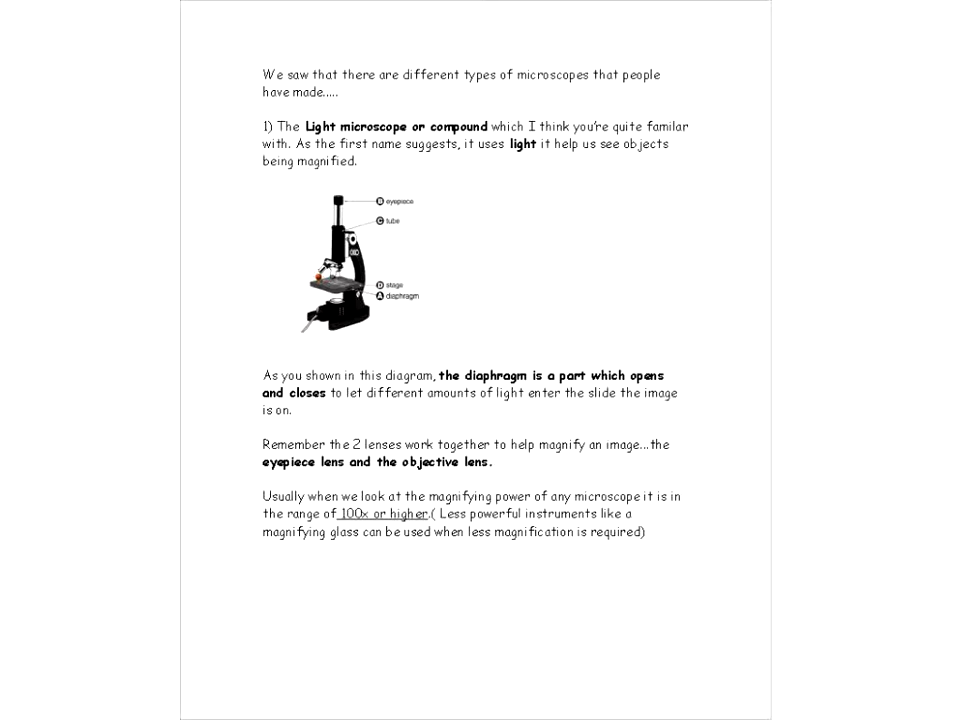 We saw that there are different types of microscopes that people
have made.....
1) The Light microscope or compound which I think you're quite familar
with. As the first name suggests, it uses light it help us see objects
being magnified.
B eyepiece
C tube
D stage
A diaphragm
As you shown in this diagram, the diaphragm is a part which opens
and closes to let different amounts of light enter the slide the image
is on.
Remember the 2 lenses work together to help magnify an image...the
eyepiece lens and the objective lens.
Usually when we look at the magnifying power of any microscope it is in
the range of 100x or higher.( Less powerful instruments like a
magnifying glass can be used when less magnification is required)